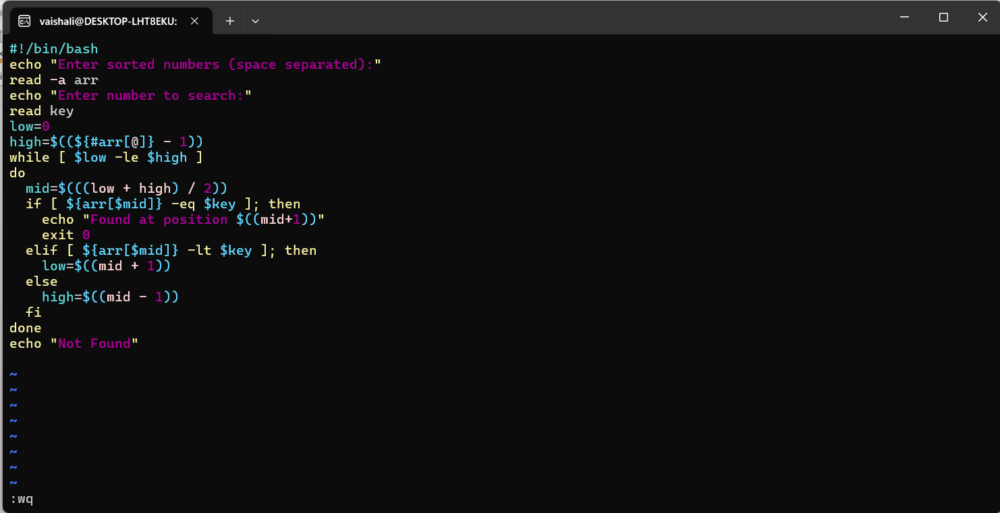 vaishali@DESKTOP-LHT8EKU:
#!/bin/bash
echo "Enter sorted numbers (space separated):"
read -a arr
echo "Enter number to search:"
read key
low=0
high=$((${#arr[@]} - 1))
while [ $low -le $high ]
do
  mid=$(((low + high) / 2))
  if [ ${arr[$mid]} -eq $key ]; then
    echo "Found at position $((mid+1))"
    exit 0
  elif [ ${arr[$mid]} -lt $key ]; then
    low=$((mid + 1))
  else
    high=$((mid - 1))
  fi
done
echo "Not Found"
~
~
~
~
~
~
~
~
:wq